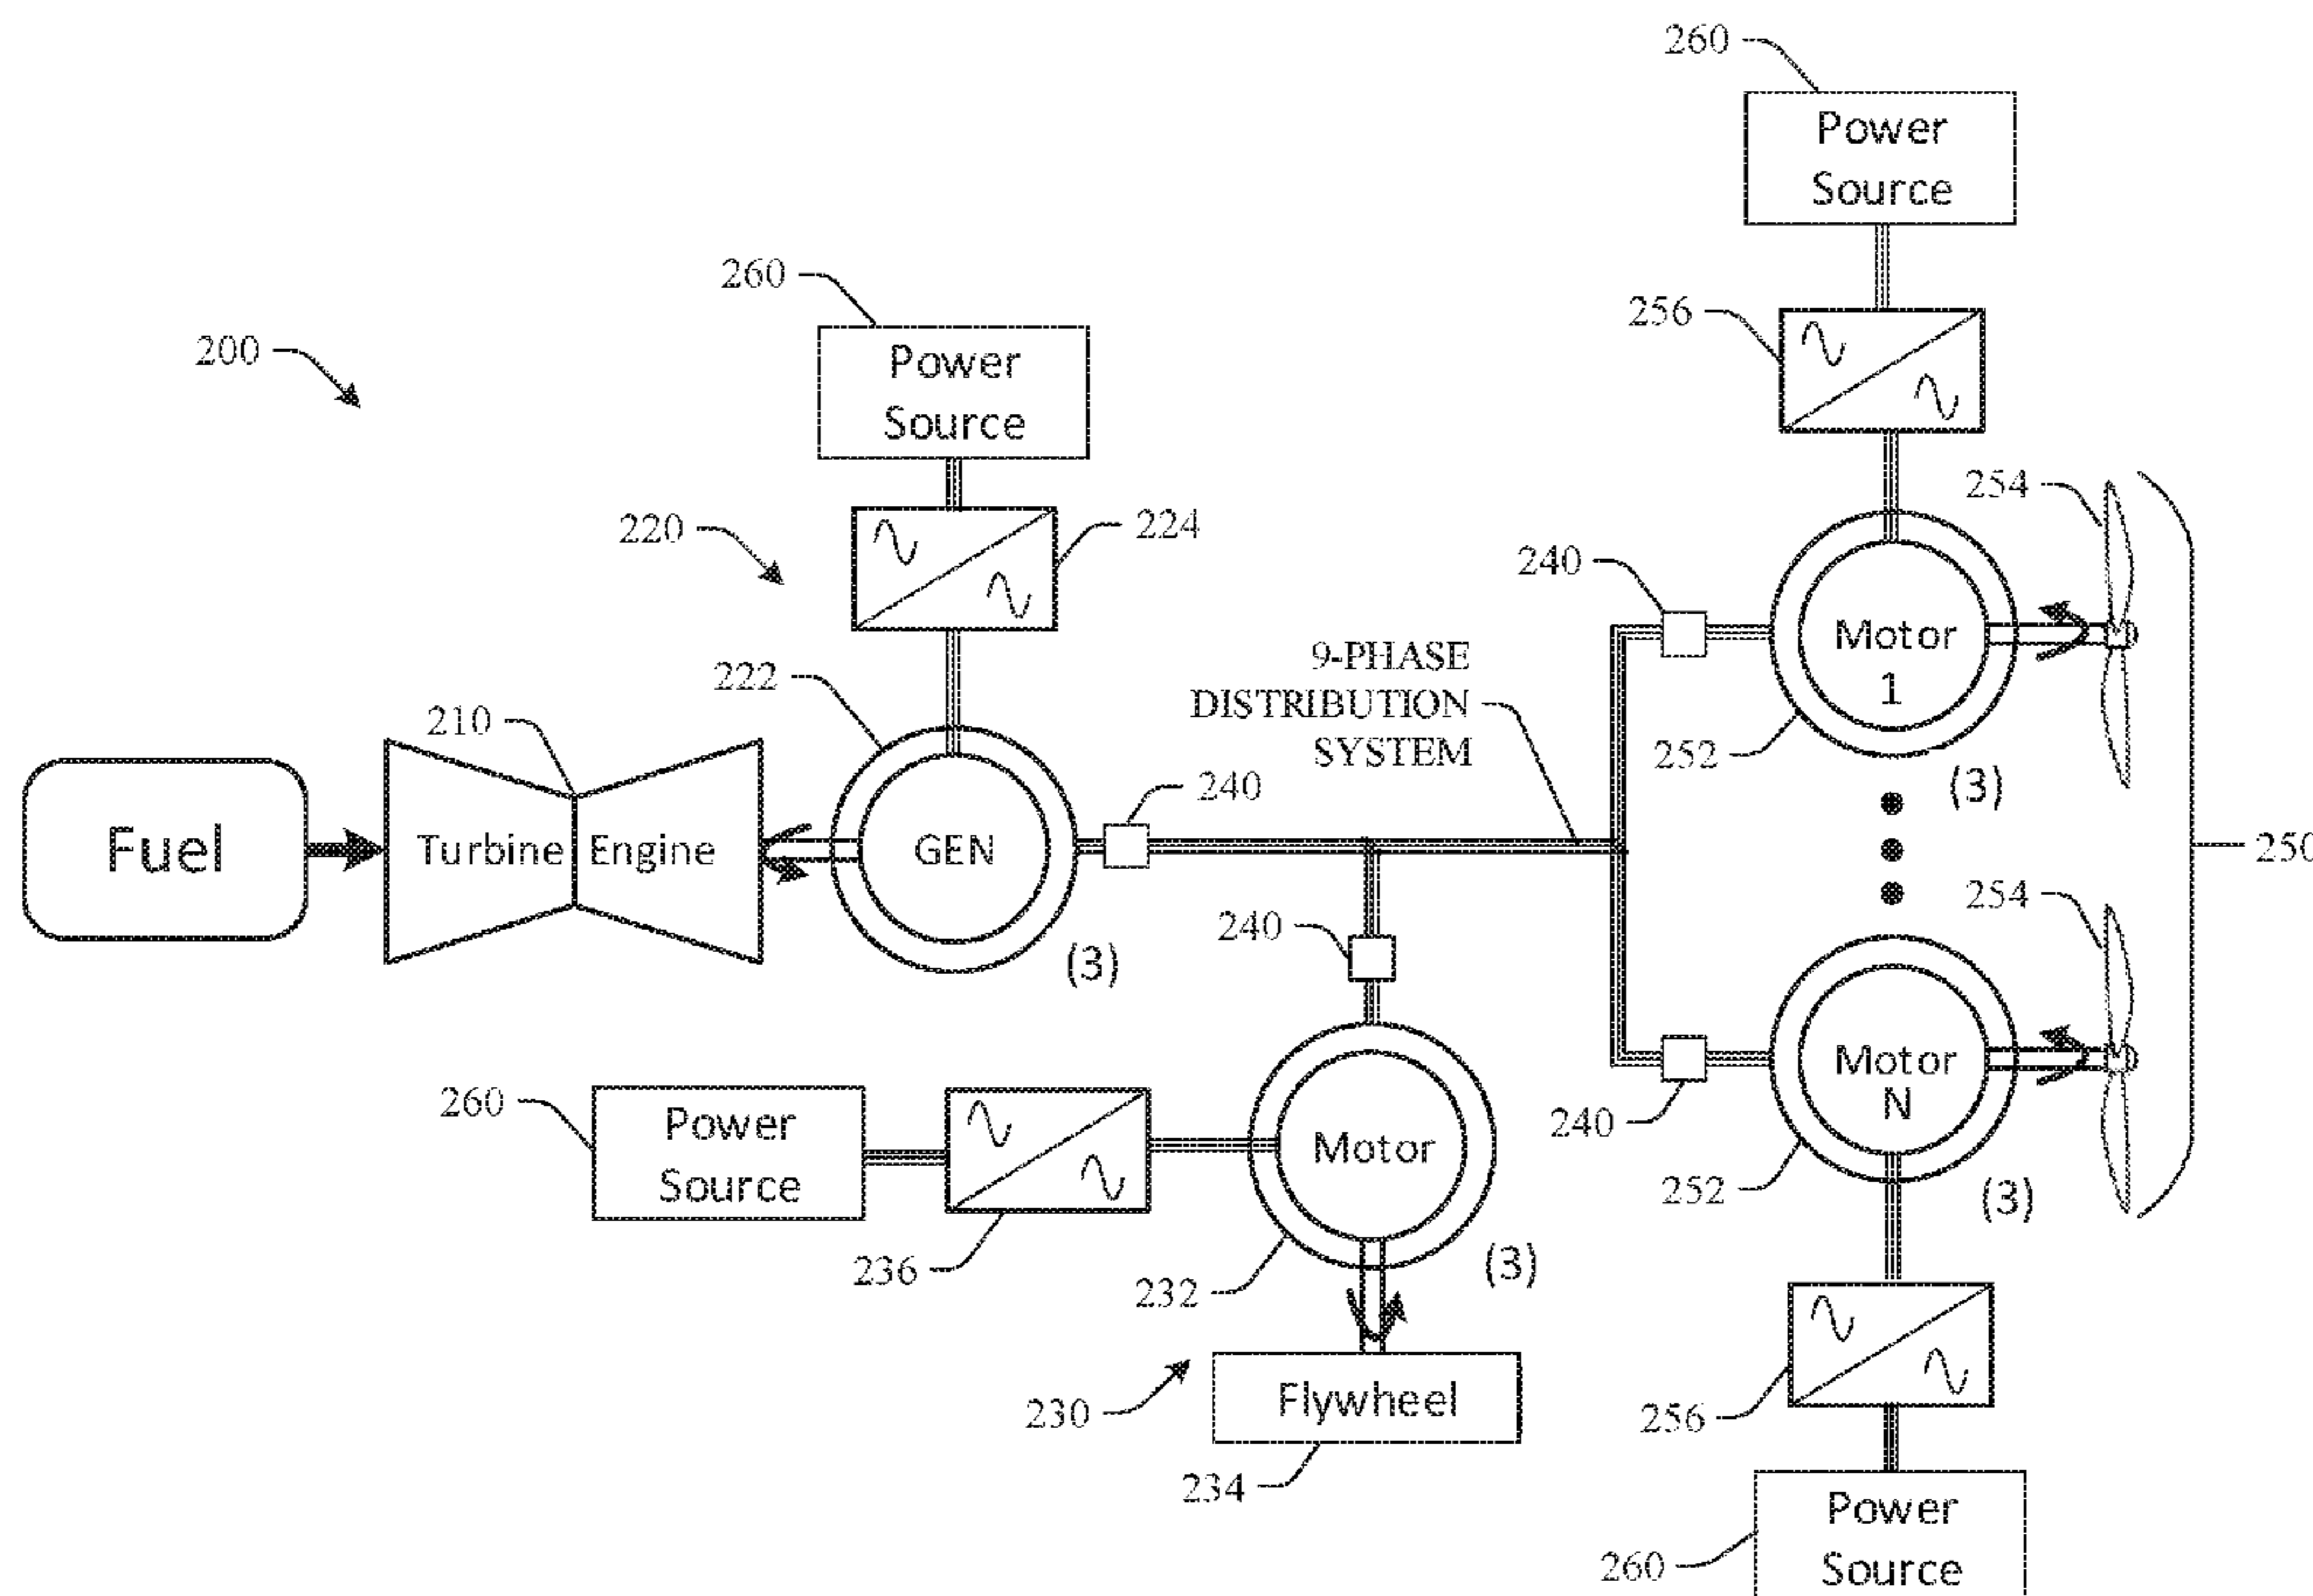 260
Power
Source
260
256
200
Power
Source
254
220
224
240
9-PHASE
DISTRIBUTION
SYSTEM
222
Motor
1
210
252
(3)
240
Fuel
Turbine
Engine
GEN
250
254
240
(3)
Motor
N
260
Power
Source
Motor
240
252
(3)
236
232
(3)
230
Flywheel
256
234
Power
Source
260